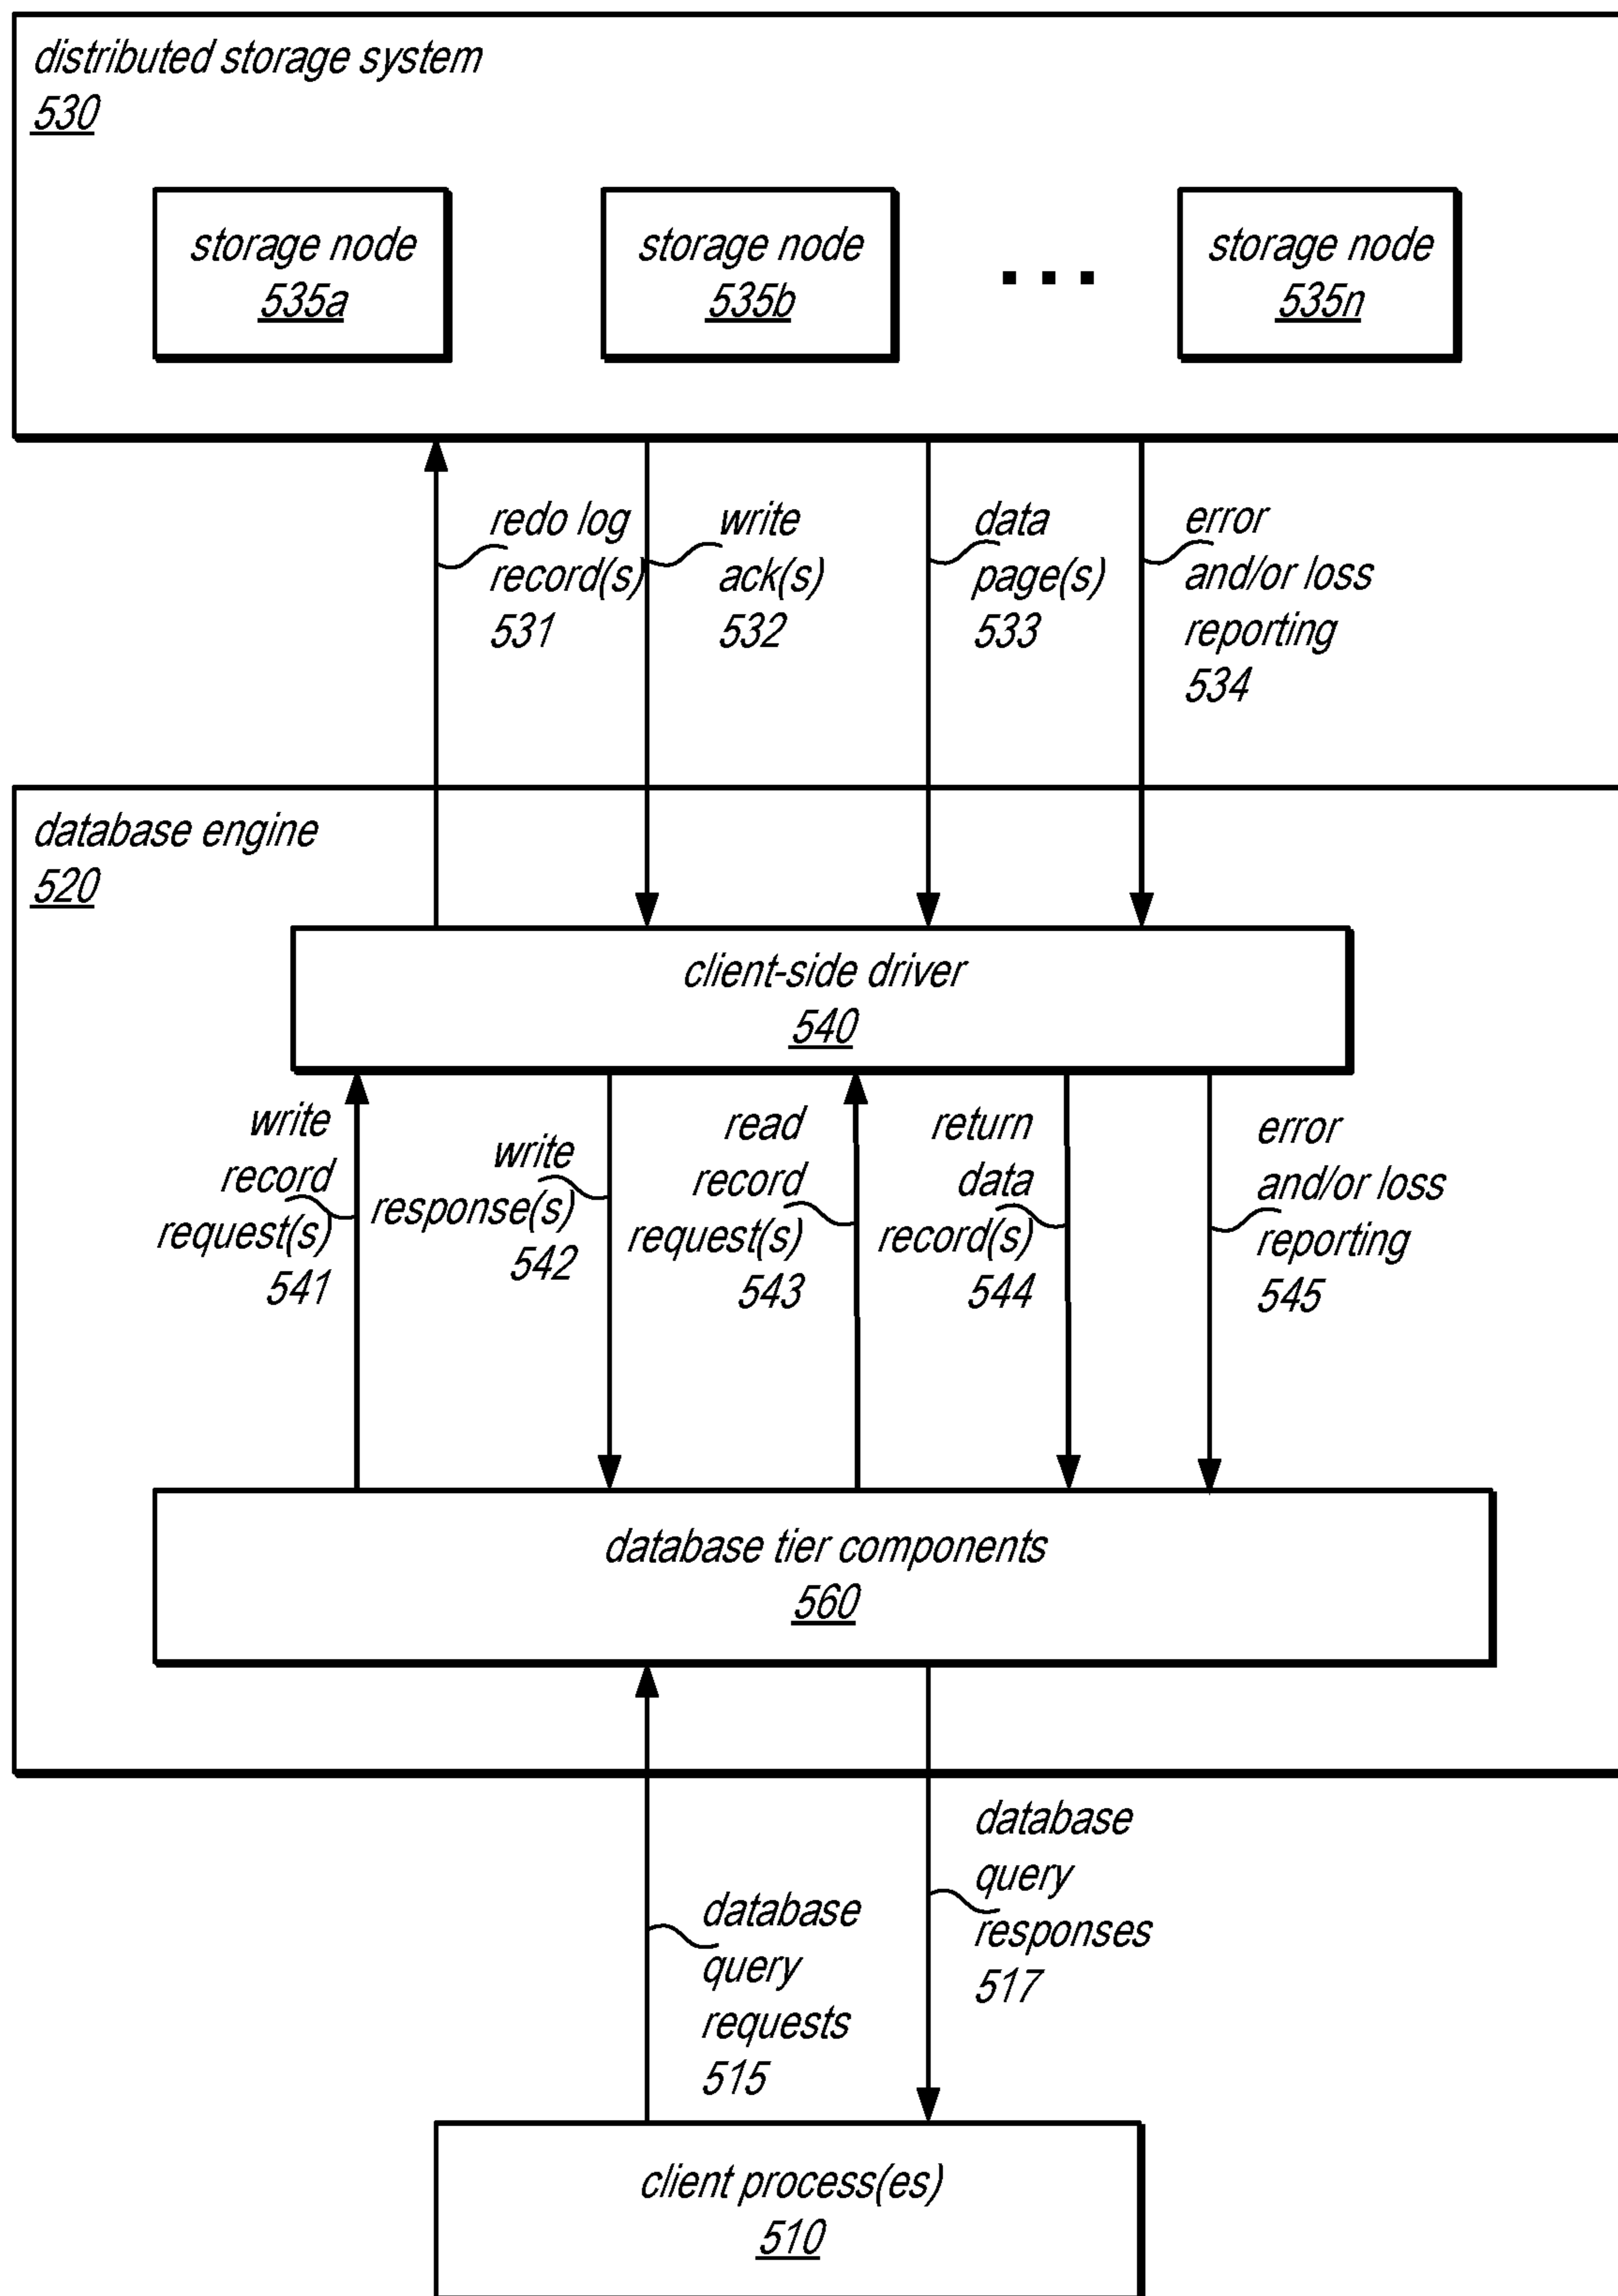 distributed storage system
530
storage node
535a
storage node
535b
storage node
535n
redo log
record(s)
531
write
ack(s)
532
data
page(s)
533
error
and/or loss
reporting
534
database engine
520
client-side driver
540
write
record
request(s)
541
write
response(s)
542
read
record
request(s)
543
return
data
record(s)
544
error
and/or loss
reporting
545
database tier components
560
database
query
requests
515
database
query
responses
517
client process(es)
510